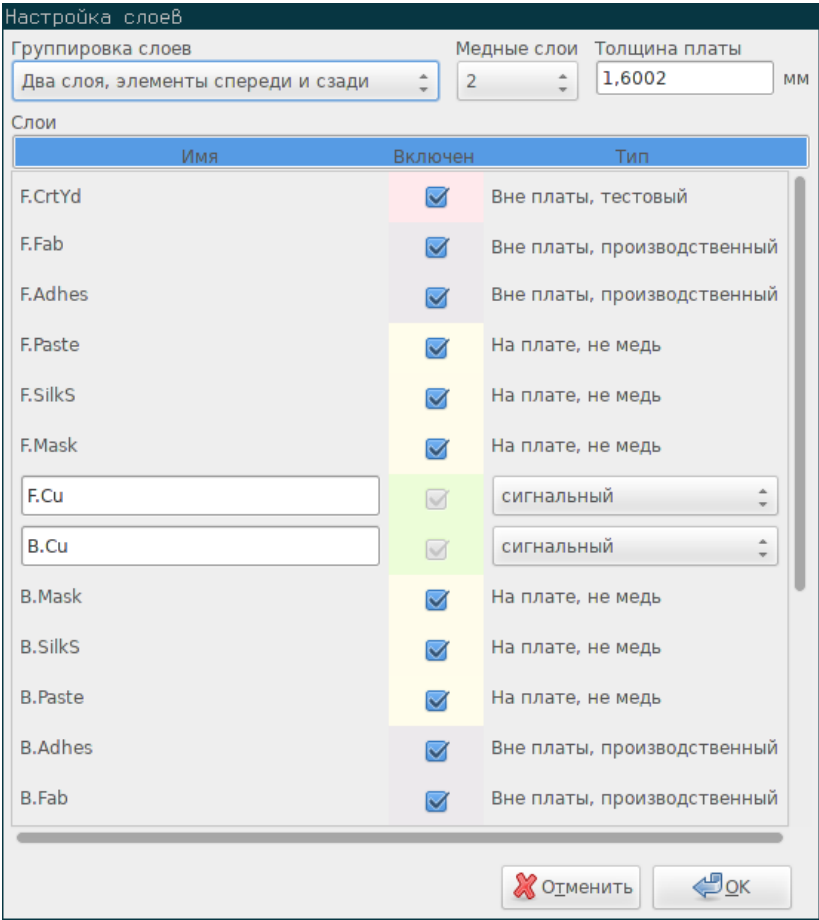 Настройка слоев
Группировка слоев Медные слои Толщина платы
Два слоя, элементы спереди и сзади 2 1,6002 мм
Слои
Имя Включен Тип
F.CrtYd Вне платы, тестовый
F.Fab Вне платы, производственный
F.Adhes Вне платы, производственный
F.Paste На плате, не медь
F.SilkS На плате, не медь
F.Mask На плате, не медь
F.Cu сигнальный
B.Cu сигнальный
B.Mask На плате, не медь
B.SilkS На плате, не медь
B.Paste На плате, не медь
B.Adhes Вне платы, производственный
B.Fab Вне платы, производственный
Отменить OK